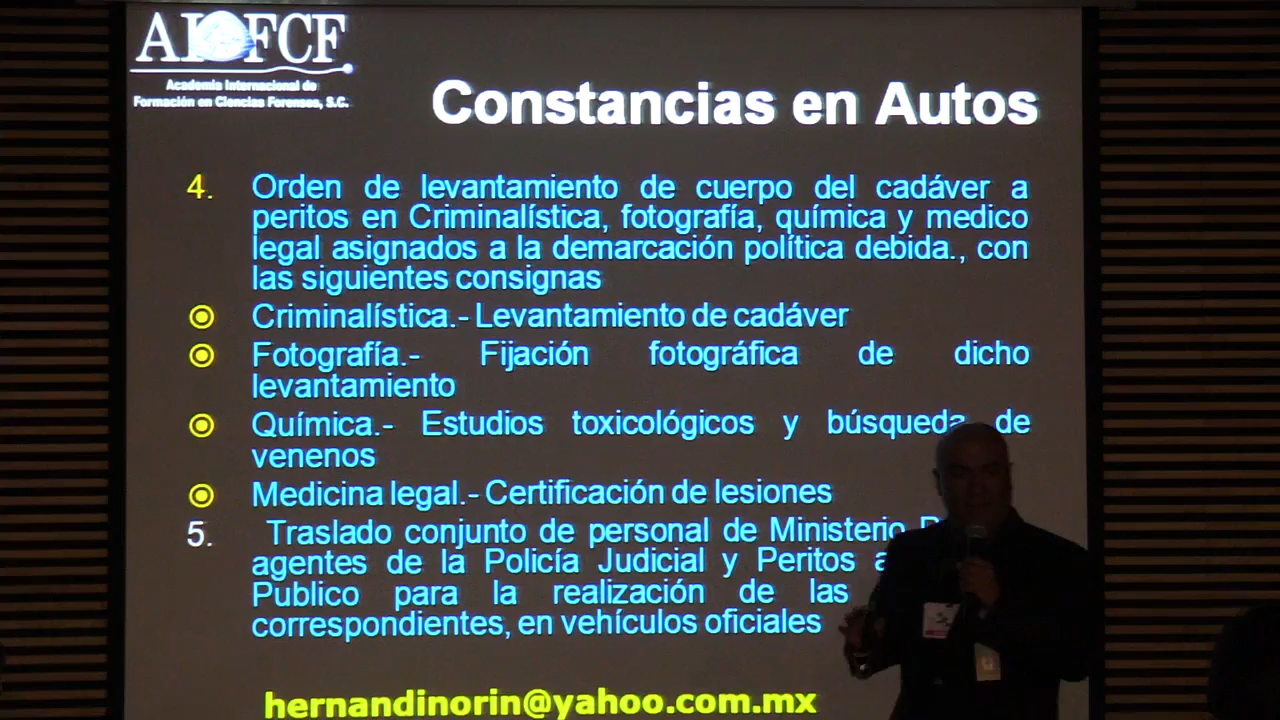 AI FCF
Academia Internacional de
Formación en Ciencias Forenses, S.C.
Constancias en Autos
4. Orden de levantamiento de cuerpo del cadáver a
peritos en Criminalística, fotografía, química y medico
legal asignados a la demarcación política debida., con
las siguientes consignas
Criminalística.- Levantamiento de cadáver
Fotografía.- Fijación fotográfica de dicho
levantamiento
Química.- Estudios toxicológicos y búsqueda de
venenos
Medicina legal.- Certificación de lesiones
5. Traslado conjunto de personal de Ministerio
agentes de la Policía Judicial y Peritos
Publico para la realización de las
correspondientes, en vehículos oficiales
hernandinorin@yahoo.com.mx